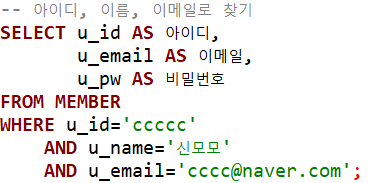 -- 아이디, 이름, 이메일로 찾기
SELECT u_id AS 아이디,
u_email AS 이메일,
u_pw AS 비밀번호
FROM MEMBER
WHERE u_id='ccccc'
AND u_name='신모모'
AND u_email='cccc@naver.com';